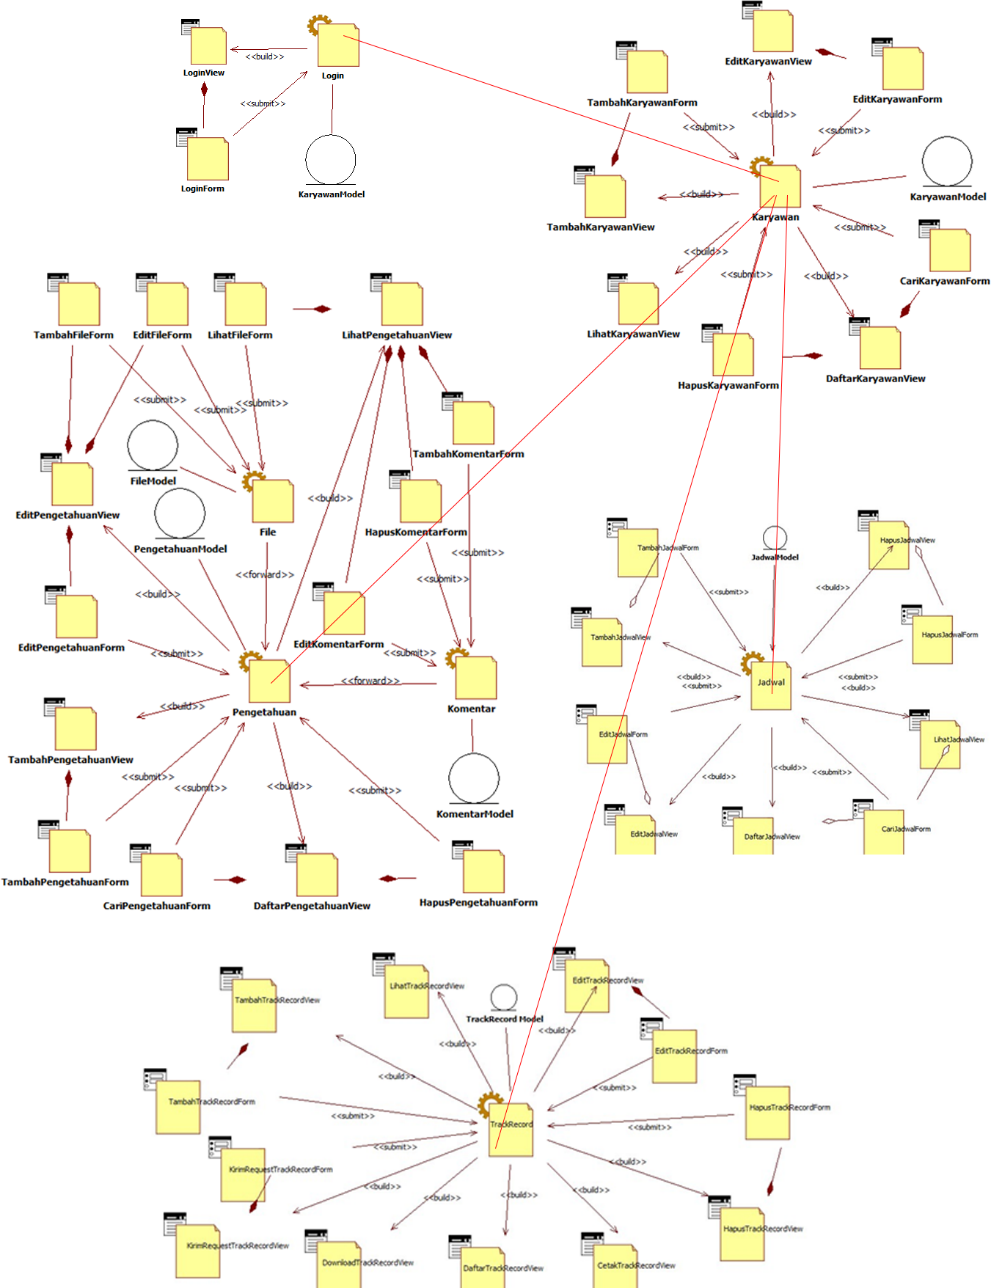 <<build>>
LoginView
Login
<<submit>>
LoginForm
KaryawanModel
EditKaryawanView
TambahKaryawanForm
EditKaryawanForm
<<submit>>
<<build>>
<<submit>>
KaryawanModel
<<build>>
Karyawan
TambahKaryawanView
<<submit>>
<<build>>
<<submit>>
<<build>>
CariKaryawanForm
LihatKaryawanView
HapusKaryawanForm
DaftarKaryawanView
TambahFileForm
EditFileForm
LihatFileForm
LihatPengetahuanView
<<submit>>
<<submit>>
<<submit>>
TambahKomentarForm
FileModel
EditPengetahuanView
<<build>>
File
HapusKomentarForm
PengetahuanModel
<<submit>>
<<forward>>
<<submit>>
<<build>>
EditPengetahuanForm
EditKomentarForm
<<submit>>
<<submit>>
<<forward>>
<<build>>
Pengetahuan
Komentar
TambahPengetahuanView
<<submit>>
<<submit>>
<<build>>
<<submit>>
KomentarModel
TambahPengetahuanForm
CariPengetahuanForm
DaftarPengetahuanView
HapusPengetahuanForm
TambahJadwalForm
JadwalModel
HapusJadwalView
<<submit>>
<<build>>
TambahJadwalView
HapusJadwalForm
<<build>>
<<submit>>
Jadwal
<<submit>>
<<build>>
EditJadwalForm
LihatJadwalView
<<build>>
<<build>>
<<submit>>
EditJadwalView
DaftarJadwalView
CariJadwalForm
TambahTrackRecordView
LihatTrackRecordView
EditTrackRecordView
TrackRecord Model
<<build>>
<<build>>
EditTrackRecordForm
<<build>>
<<submit>>
TambahTrackRecordForm
HapusTrackRecordForm
<<submit>>
TrackRecord
<<submit>>
<<submit>>
KirimRequestTrackRecordForm
<<build>>
<<build>>
<<build>>
<<build>>
<<build>>
HapusTrackRecordView
KirimRequestTrackRecordView
DownloadTrackRecordView
DaftarTrackRecordView
CetakTrackRecordView